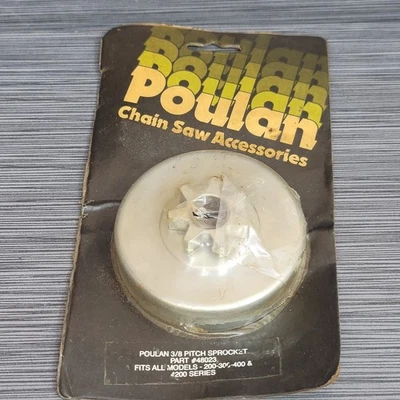 Poulan
Poulan
Poulan
Poulan
Chain Saw Accessories
POULAN 3/8 PITCH SPROCKET
PART #48023
FITS ALL MODELS - 200-300-400 &
4200 SERIES